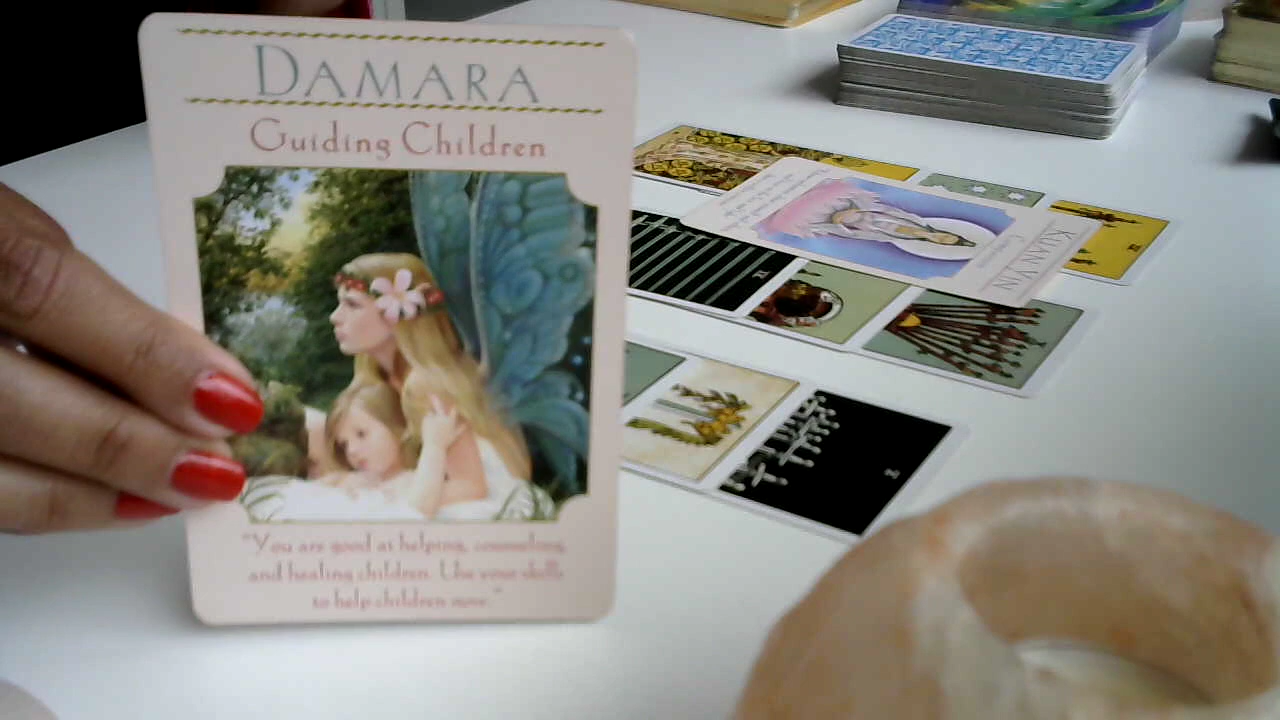 DAMARA
Guiding Children
"You are good at helping, counseling,
and healing children. Use your skills
to help children now."
KUAN YIN